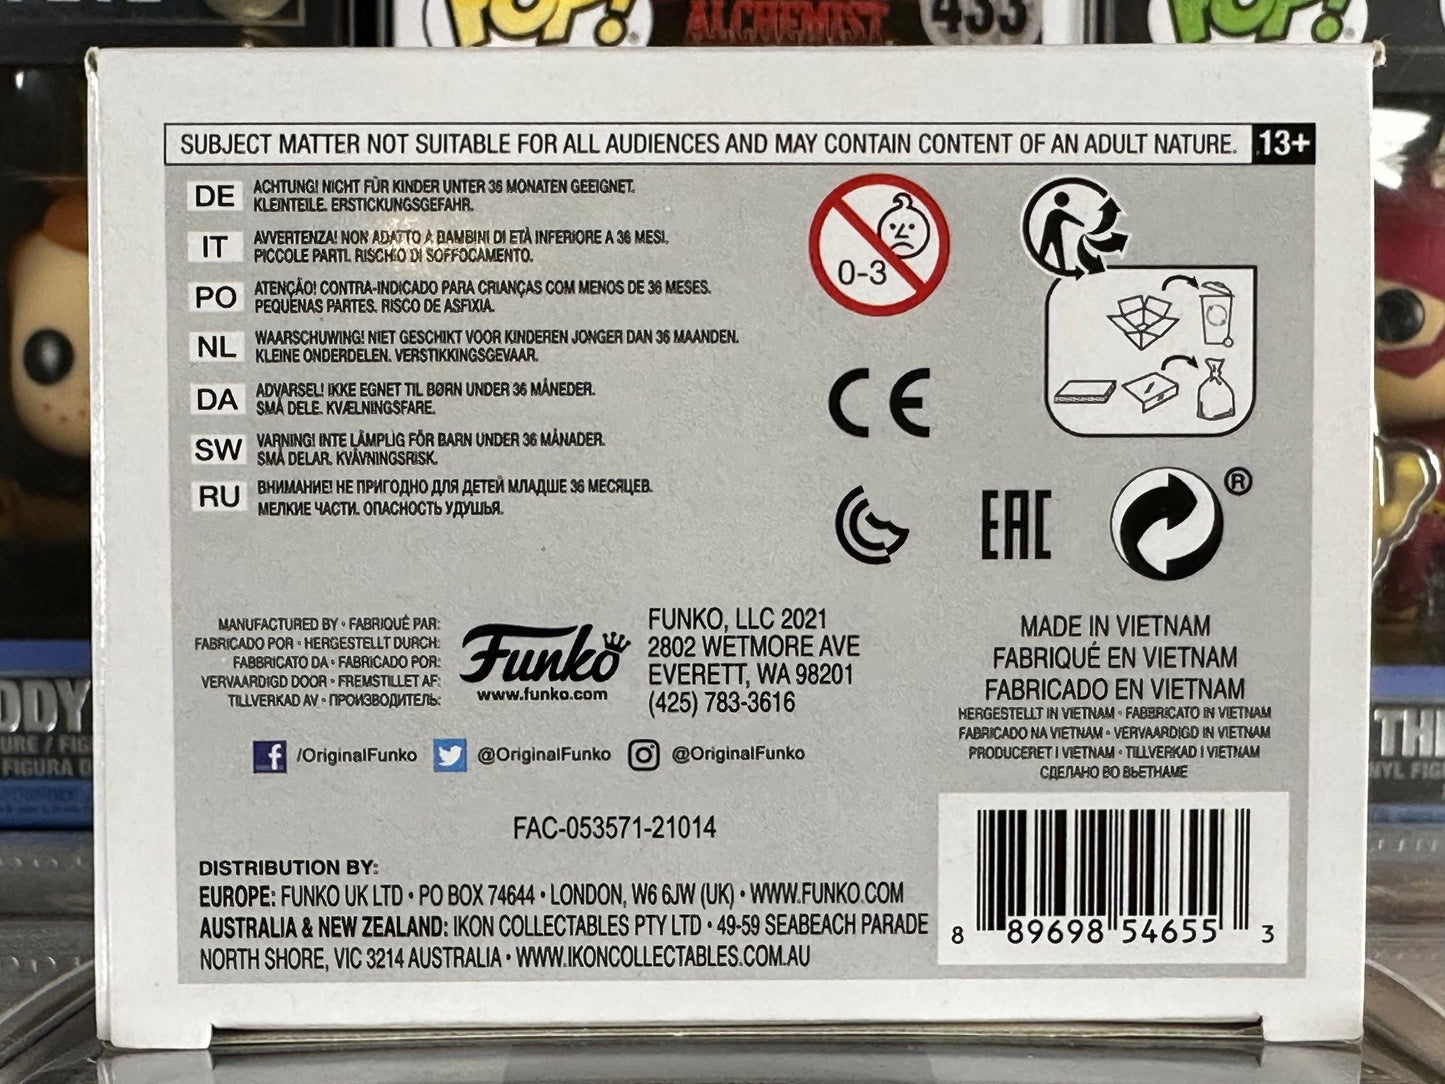 POP!
ALCHEMIST
433
POP!
SUBJECT MATTER NOT SUITABLE FOR ALL AUDIENCES AND MAY CONTAIN CONTENT OF AN ADULT NATURE. 13+
DE ACHTUNG! NICHT FÜR KINDER UNTER 36 MONATEN GEEIGNET.
KLEINTEILE. ERSTICKUNGSGEFAHR.
IT AVVERTENZA! NON ADATTO A BAMBINI DI ETÀ INFERIORE A 36 MESI.
PICCOLE PARTI. RISCHIO DI SOFFOCAMENTO.
PO ATENÇÃO! CONTRA-INDICADO PARA CRIANÇAS COM MENOS DE 36 MESES.
PEQUENAS PARTES. RISCO DE ASFIXIA.
NL WAARSCHUWING! NIET GESCHIKT VOOR KINDEREN JONGER DAN 36 MAANDEN.
KLEINE ONDERDELEN. VERSTIKKINGSGEVAAR.
DA ADVARSEL! IKKE EGNET TIL BØRN UNDER 36 MÅNEDER.
SMÅ DELE. KVÆLNINGSFARE.
SW VARNING! INTE LÄMPLIG FÖR BARN UNDER 36 MÅNADER.
SMÅ DELAR. KVÄVNINGSRISK.
RU ВНИМАНИЕ! НЕ ПРИГОДНО ДЛЯ ДЕТЕЙ МЛАДШЕ 36 МЕСЯЦЕВ.
МЕЛКИЕ ЧАСТИ. ОПАСНОСТЬ УДУШЬЯ.
0-3
CE
EAC
®
MANUFACTURED BY • FABRIQUÉ PAR:
FABRICADO POR • HERGESTELLT DURCH:
FABBRICATO DA • FABRICADO POR:
VERVAARDIGD DOOR • FREMSTILLET AF:
TILLVERKAD AV • ПРОИЗВОДИТЕЛЬ:
Funko
www.funko.com
FUNKO, LLC 2021
2802 WETMORE AVE
EVERETT, WA 98201
(425) 783-3616
MADE IN VIETNAM
FABRIQUÉ EN VIETNAM
FABRICADO EN VIETNAM
HERGESTELLT IN VIETNAM • FABBRICATO IN VIETNAM
FABRICADO NA VIETNAM • VERVAARDIGD IN VIETNAM
PRODUCERET I VIETNAM • TILLVERKAD I VIETNAM
СДЕЛАНО ВО ВЬЕТНАМЕ
f /OriginalFunko @OriginalFunko @OriginalFunko
FAC-053571-21014
DISTRIBUTION BY:
EUROPE: FUNKO UK LTD • PO BOX 74644 • LONDON, W6 6JW (UK) • WWW.FUNKO.COM
AUSTRALIA & NEW ZEALAND: IKON COLLECTABLES PTY LTD • 49-59 SEABEACH PARADE
NORTH SHORE, VIC 3214 AUSTRALIA • WWW.IKONCOLLECTABLES.COM.AU
8 89698 54655 3
FIGURA